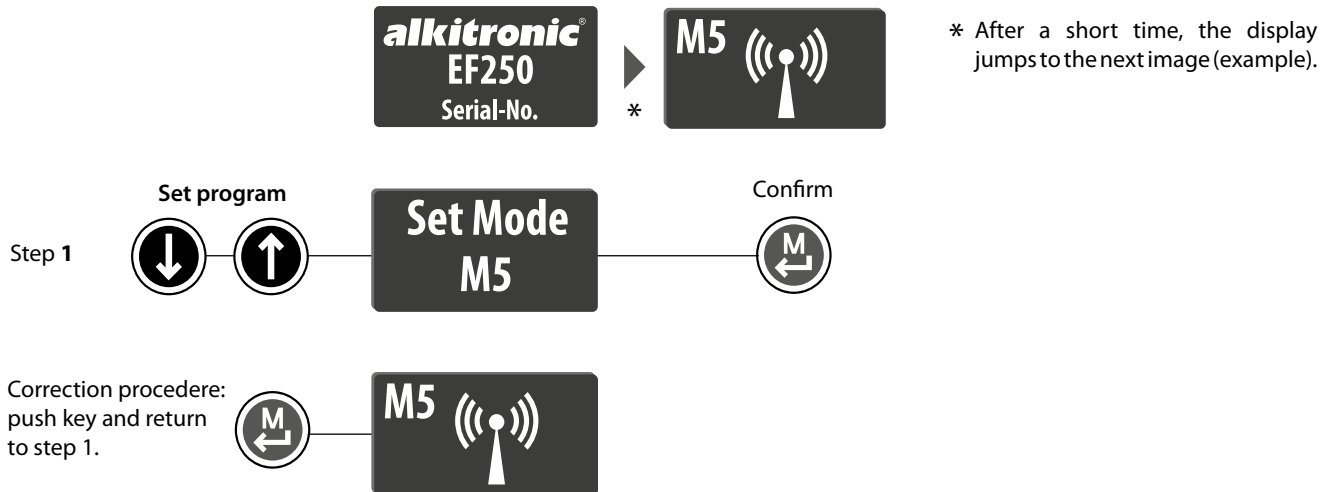 alkitronic®
EF250
Serial-No.
*
M5
* After a short time, the display
jumps to the next image (example).
Set program
Step 1
Set Mode
M5
Confirm
M
Correction procedere:
push key and return
to step 1.
M
M5